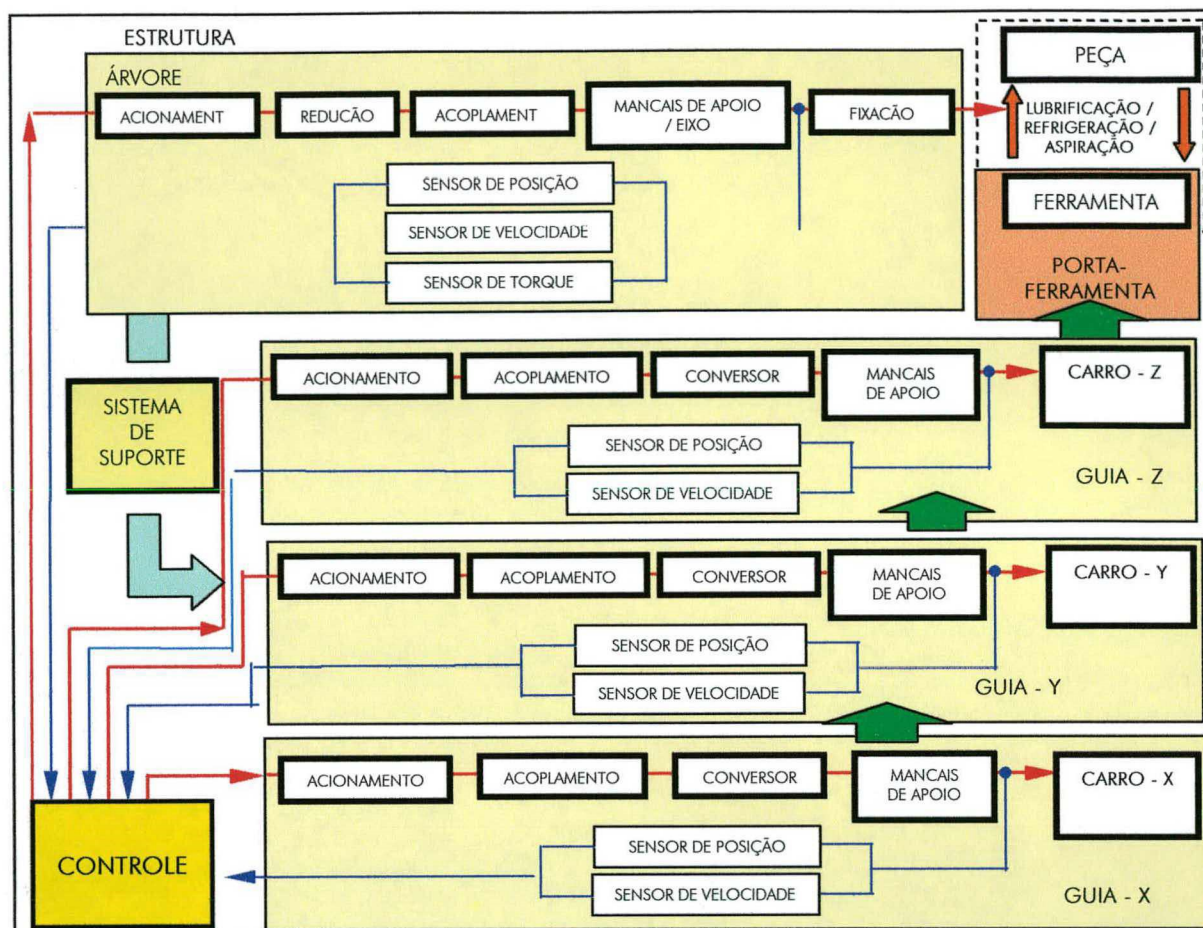 ESTRUTURA
ÁRVORE
ACIONAMENT
REDUCÃO
ACOPLAMENT
MANCAIS DE APOIO
/ EIXO
FIXACÃO
SENSOR DE POSIÇÃO
SENSOR DE VELOCIDADE
SENSOR DE TORQUE
PEÇA
LUBRIFICAÇÃO /
REFRIGERAÇÃO /
ASPIRAÇÃO
FERRAMENTA
PORTA-
FERRAMENTA
SISTEMA
DE
SUPORTE
ACIONAMENTO
ACOPLAMENTO
CONVERSOR
MANCAIS
DE APOIO
CARRO - Z
SENSOR DE POSIÇÃO
SENSOR DE VELOCIDADE
GUIA - Z
ACIONAMENTO
ACOPLAMENTO
CONVERSOR
MANCAIS
DE APOIO
CARRO - Y
SENSOR DE POSIÇÃO
SENSOR DE VELOCIDADE
GUIA - Y
ACIONAMENTO
ACOPLAMENTO
CONVERSOR
MANCAIS
DE APOIO
CARRO - X
SENSOR DE POSIÇÃO
SENSOR DE VELOCIDADE
GUIA - X
CONTROLE